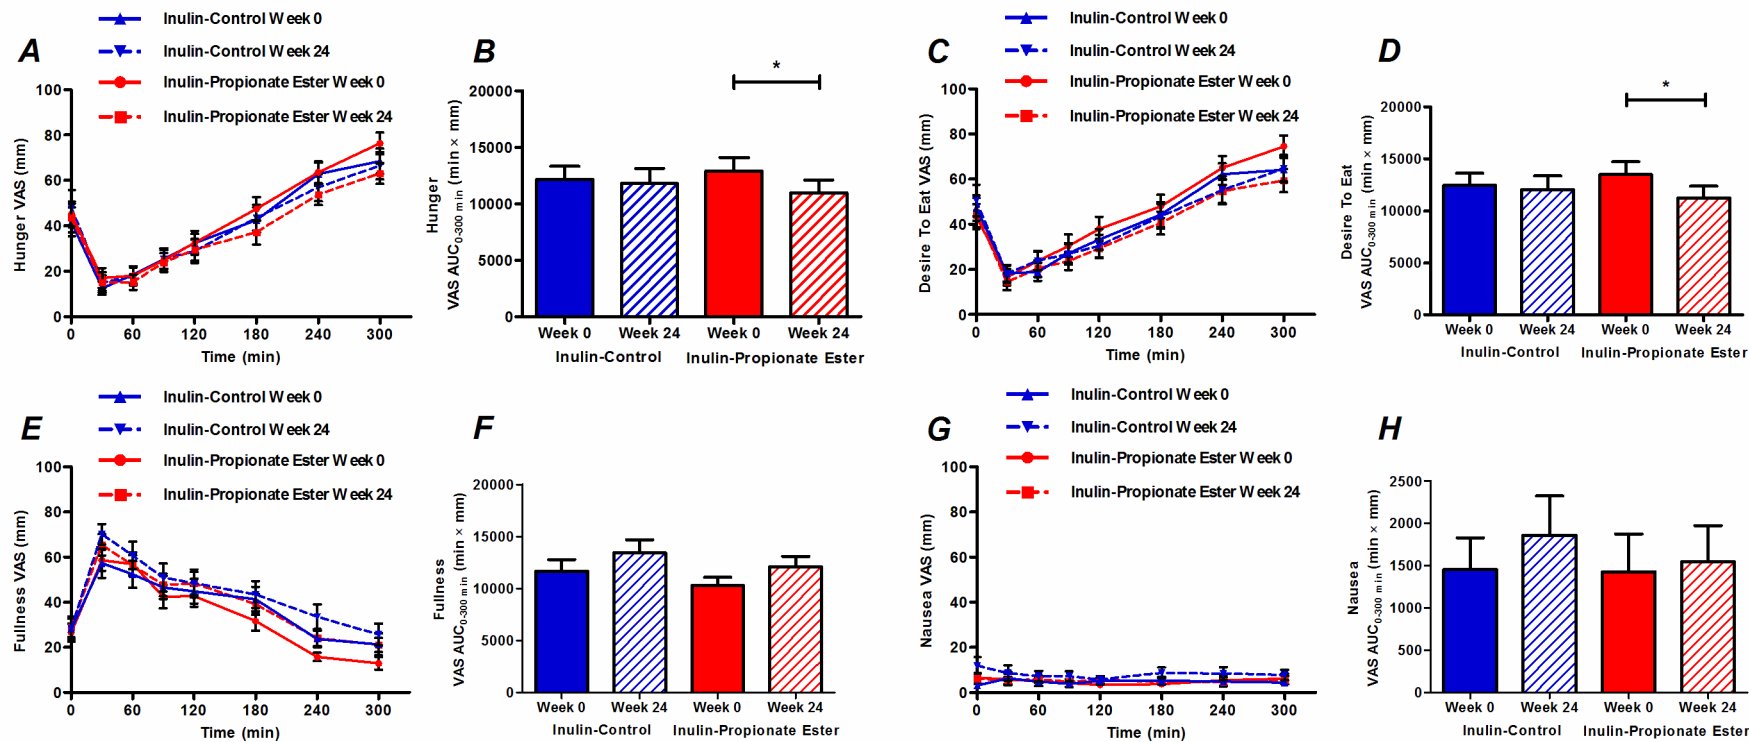 A
Inulin-Control Week 0
Inulin-Control Week 24
Inulin-Propionate Ester Week 0
Inulin-Propionate Ester Week 24
Hunger VAS (mm)
100
80
60
40
20
0
0 60 120 180 240 300
Time (min)
B
*
Hunger
VAS AUC0-300 min (min × mm)
20000
15000
10000
5000
0
Week 0 Week 24 Week 0 Week 24
Inulin-Control Inulin-Propionate Ester
C
Inulin-Control Week 0
Inulin-Control Week 24
Inulin-Propionate Ester Week 0
Inulin-Propionate Ester Week 24
Desire To Eat VAS (mm)
100
80
60
40
20
0
0 60 120 180 240 300
Time (min)
D
*
Desire To Eat
VAS AUC0-300 min (min × mm)
20000
15000
10000
5000
0
Week 0 Week 24 Week 0 Week 24
Inulin-Control Inulin-Propionate Ester
E
Inulin-Control Week 0
Inulin-Control Week 24
Inulin-Propionate Ester Week 0
Inulin-Propionate Ester Week 24
Fullness VAS (mm)
100
80
60
40
20
0
0 60 120 180 240 300
Time (min)
F
Fullness
VAS AUC0-300 min (min × mm)
20000
15000
10000
5000
0
Week 0 Week 24 Week 0 Week 24
Inulin-Control Inulin-Propionate Ester
G
Inulin-Control Week 0
Inulin-Control Week 24
Inulin-Propionate Ester Week 0
Inulin-Propionate Ester Week 24
Nausea VAS (mm)
100
80
60
40
20
0
0 60 120 180 240 300
Time (min)
H
Nausea
VAS AUC0-300 min (min × mm)
2500
2000
1500
1000
500
0
Week 0 Week 24 Week 0 Week 24
Inulin-Control Inulin-Propionate Ester